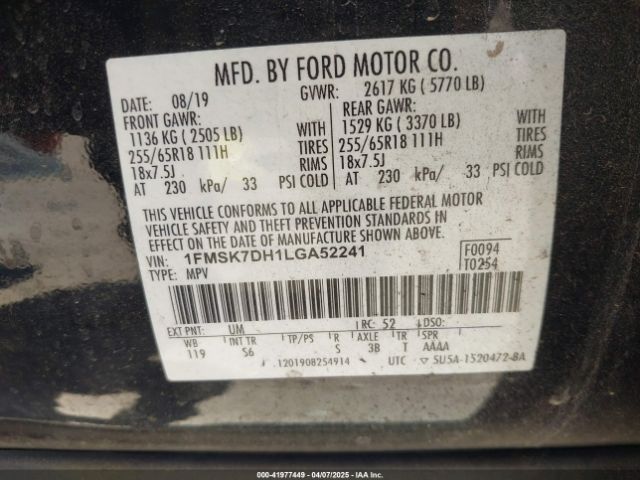 MFD. BY FORD MOTOR CO.
DATE: 08/19 GVWR: 2617 KG ( 5770 LB)
FRONT GAWR: REAR GAWR:
1136 KG ( 2505 LB) WITH 1529 KG ( 3370 LB) WITH
255/65R18 111H TIRES 255/65R18 111H TIRES
18x7.5J RIMS 18x7.5J RIMS
AT 230 kPa/ 33 PSI COLD AT 230 kPa/ 33 PSI COLD
THIS VEHICLE CONFORMS TO ALL APPLICABLE FEDERAL MOTOR
VEHICLE SAFETY AND THEFT PREVENTION STANDARDS IN
EFFECT ON THE DATE OF MANUFACTURE SHOWN ABOVE.
VIN: 1FMSK7DH1LGA52241 F0094
TYPE: MPV T0254
EXT PNT: UM RC: 52 DSO:
WB INT TR TP/PS R AXLE TR SPR
119 S6 S 3B T AAAA
1201908254914 UTC ▽ 5U5A-1520472-BA
000-41977449 - 04/07/2025 - COPART, INC.